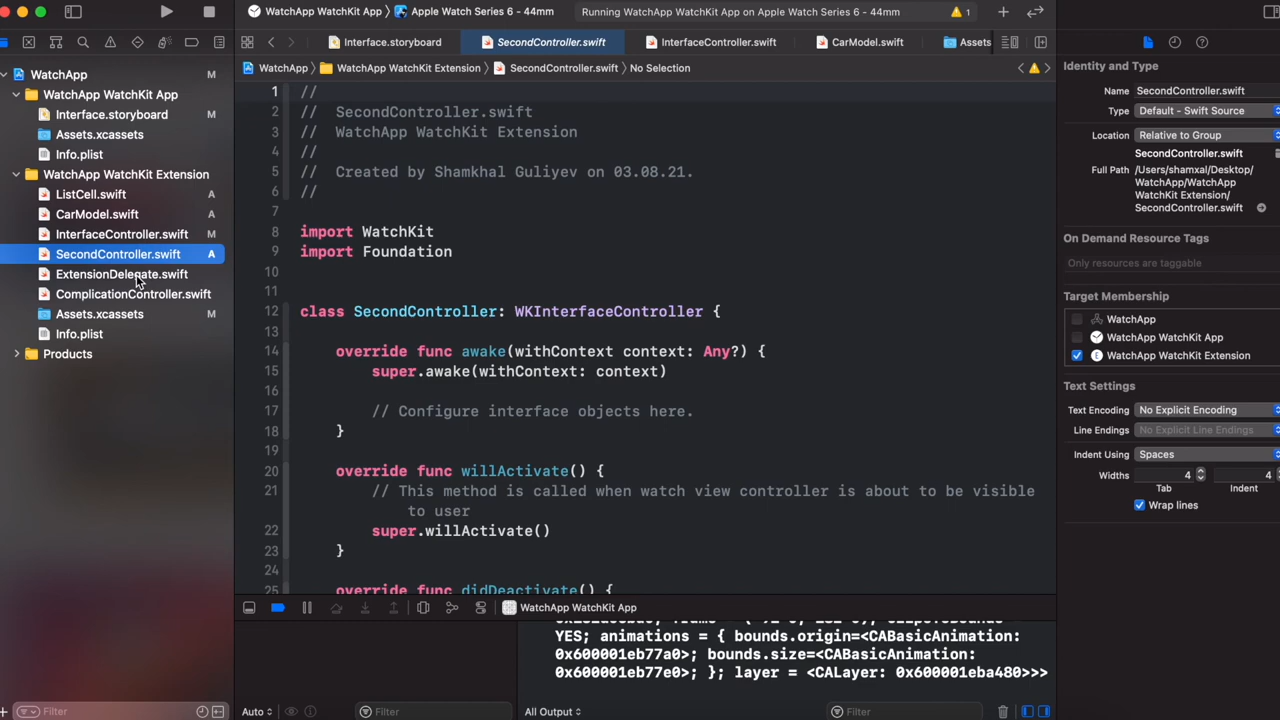 WatchApp WatchKit App
Apple Watch Series 6 - 44mm
Running WatchApp WatchKit App on Apple Watch Series 6 - 44mm
1
Interface.storyboard
SecondController.swift
InterfaceController.swift
CarModel.swift
Assets
WatchApp
WatchApp WatchKit Extension
SecondController.swift
No Selection
WatchApp M
WatchApp WatchKit App
Interface.storyboard M
Assets.xcassets
Info.plist
WatchApp WatchKit Extension
ListCell.swift A
CarModel.swift A
InterfaceController.swift M
SecondController.swift A
ExtensionDelegate.swift
ComplicationController.swift
Assets.xcassets M
Info.plist
Products
Filter
1 //
2 //  SecondController.swift
3 //  WatchApp WatchKit Extension
4 //
5 //  Created by Shamkhal Guliyev on 03.08.21.
6 //
7
8 import WatchKit
9 import Foundation
10
11
12 class SecondController: WKInterfaceController {
13
14 override func awake(withContext context: Any?) {
15 super.awake(withContext: context)
16
17 // Configure interface objects here.
18 }
19
20 override func willActivate() {
21 // This method is called when watch view controller is about to be visible
to user
22 super.willActivate()
23 }
24
25 override func didDeactivate() {
WatchApp WatchKit App
YES; animations = { bounds.origin=<CABasicAnimation:
0x600001eb77a0>; bounds.size=<CABasicAnimation:
0x600001eb77e0>; }; layer = <CALayer: 0x600001eba480>>>
Auto
Filter
All Output
Filter
Identity and Type
Name SecondController.swift
Type Default - Swift Source
Location Relative to Group
SecondController.swift
Full Path /Users/shamxal/Desktop/
WatchApp/WatchApp
WatchKit Extension/
SecondController.swift
On Demand Resource Tags
Only resources are taggable
Target Membership
WatchApp
WatchApp WatchKit App
WatchApp WatchKit Extension
Text Settings
Text Encoding No Explicit Encoding
Line Endings No Explicit Line Endings
Indent Using Spaces
Widths 4 4
Tab Indent
Wrap lines